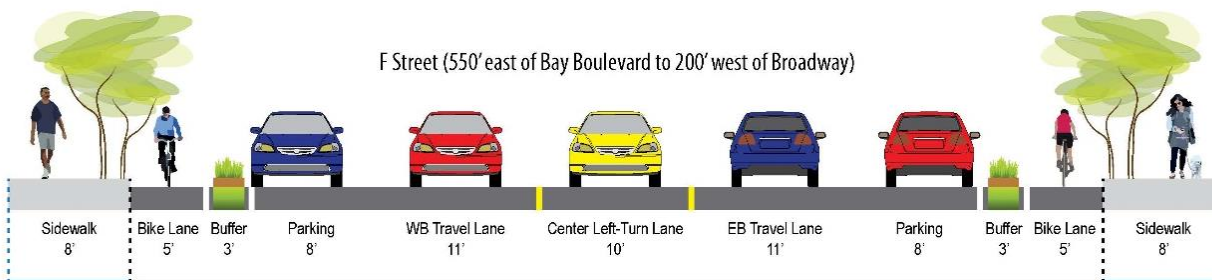 F Street (550' east of Bay Boulevard to 200' west of Broadway)
Sidewalk
8'
Bike Lane
5'
Buffer
3'
Parking
8'
WB Travel Lane
11'
Center Left-Turn Lane
10'
EB Travel Lane
11'
Parking
8'
Buffer
3'
Bike Lane
5'
Sidewalk
8'